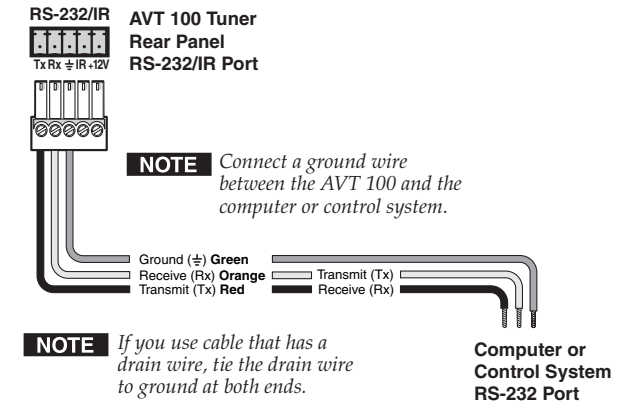 RS-232/IR
AVT 100 Tuner
Rear Panel
RS-232/IR Port
Tx Rx ⏚ IR +12V
NOTE Connect a ground wire
between the AVT 100 and the
computer or control system.
Ground (⏚) Green
Receive (Rx) Orange Transmit (Tx)
Transmit (Tx) Red Receive (Rx)
NOTE If you use cable that has a
drain wire, tie the drain wire
to ground at both ends.
Computer or
Control System
RS-232 Port